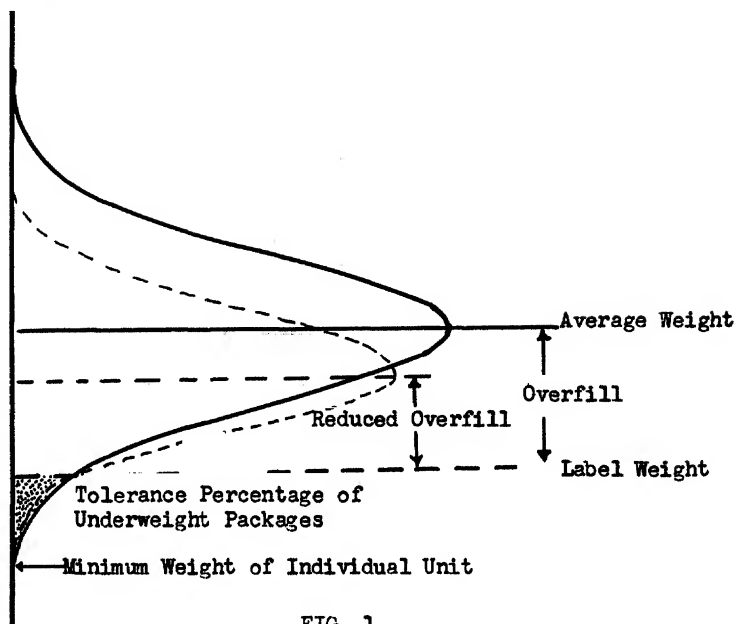 Average Weight
Overfill
Reduced Overfill
Label Weight
Tolerance Percentage of
Underweight Packages
Minimum Weight of Individual Unit
FIG. 1